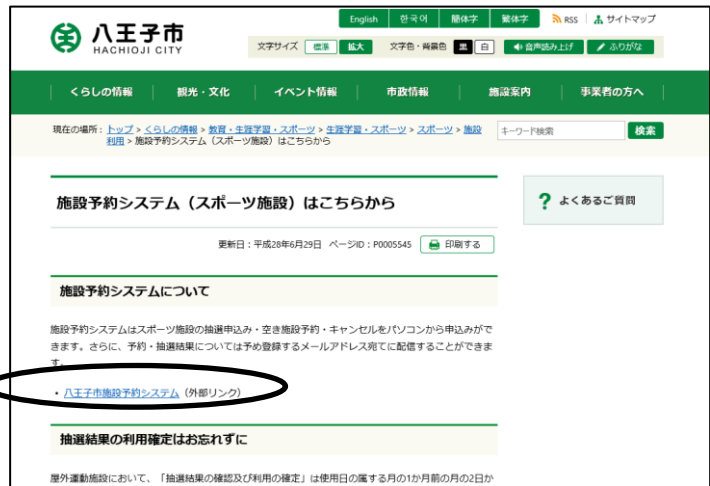 English 한국어 簡体字 繁体字 RSS サイトマップ
八王子市
HACHIOJI CITY
文字サイズ 標準 拡大 文字色・背景色 黒 白 音声読み上げ ふりがな
くらしの情報 観光・文化 イベント情報 市政情報 施設案内 事業者の方へ
現在の場所：トップ > くらしの情報 > 教育・生涯学習・スポーツ > 生涯学習・スポーツ > スポーツ > 施設
利用 > 施設予約システム（スポーツ施設）はこちらから
キーワード検索 検索
施設予約システム（スポーツ施設）はこちらから
? よくあるご質問
更新日：平成28年6月29日 ページID：P0005545 印刷する
施設予約システムについて
施設予約システムはスポーツ施設の抽選申込み・空き施設予約・キャンセルをパソコンから申込みがで
きます。さらに、予約・抽選結果については予め登録するメールアドレス宛てに配信することができま
す。
・八王子市施設予約システム（外部リンク）
抽選結果の利用確定はお忘れずに
屋外運動施設において、「抽選結果の確認及び利用の確定」は使用日の属する月の1か月前の月の2日か